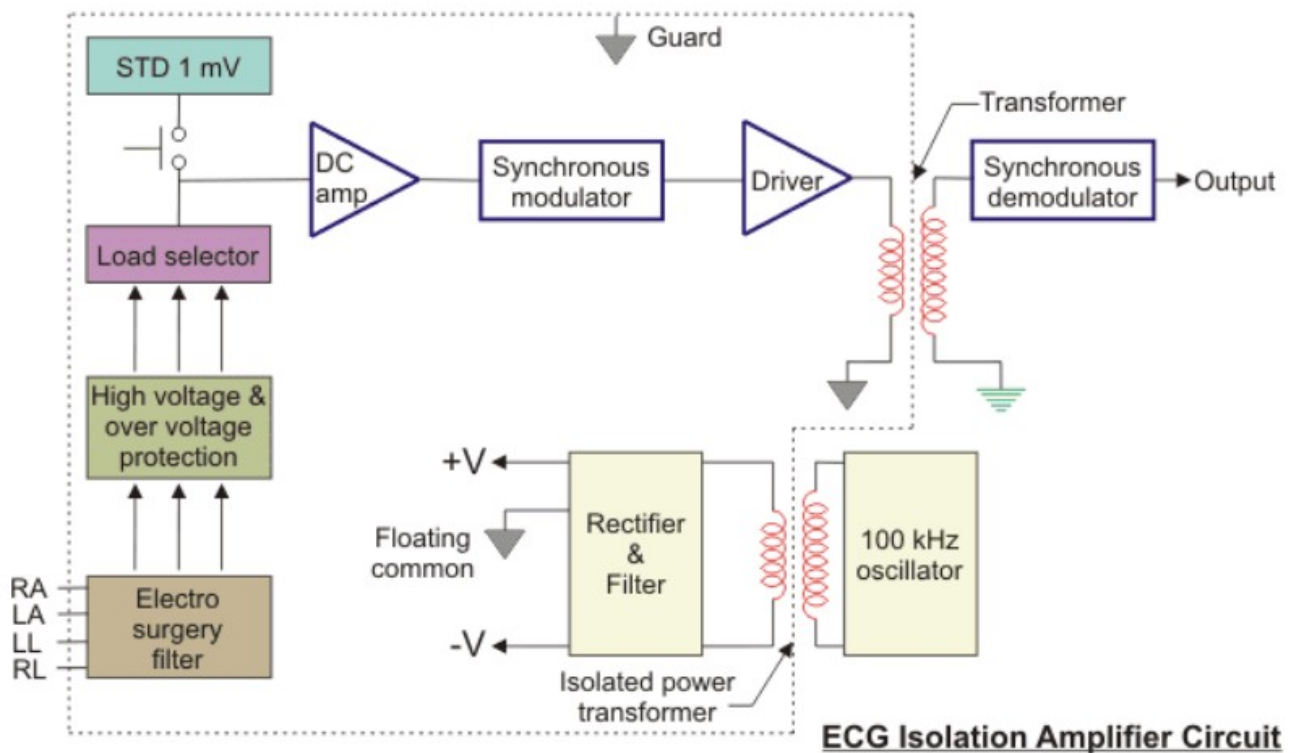 Guard
STD 1 mV
Transformer
DC
amp
Synchronous
modulator
Driver
Synchronous
demodulator
Output
Load selector
High voltage &
over voltage
protection
+V
Floating
common
-V
Rectifier
&
Filter
100 kHz
oscillator
RA
LA
LL
RL
Electro
surgery
filter
Isolated power
transformer
ECG Isolation Amplifier Circuit